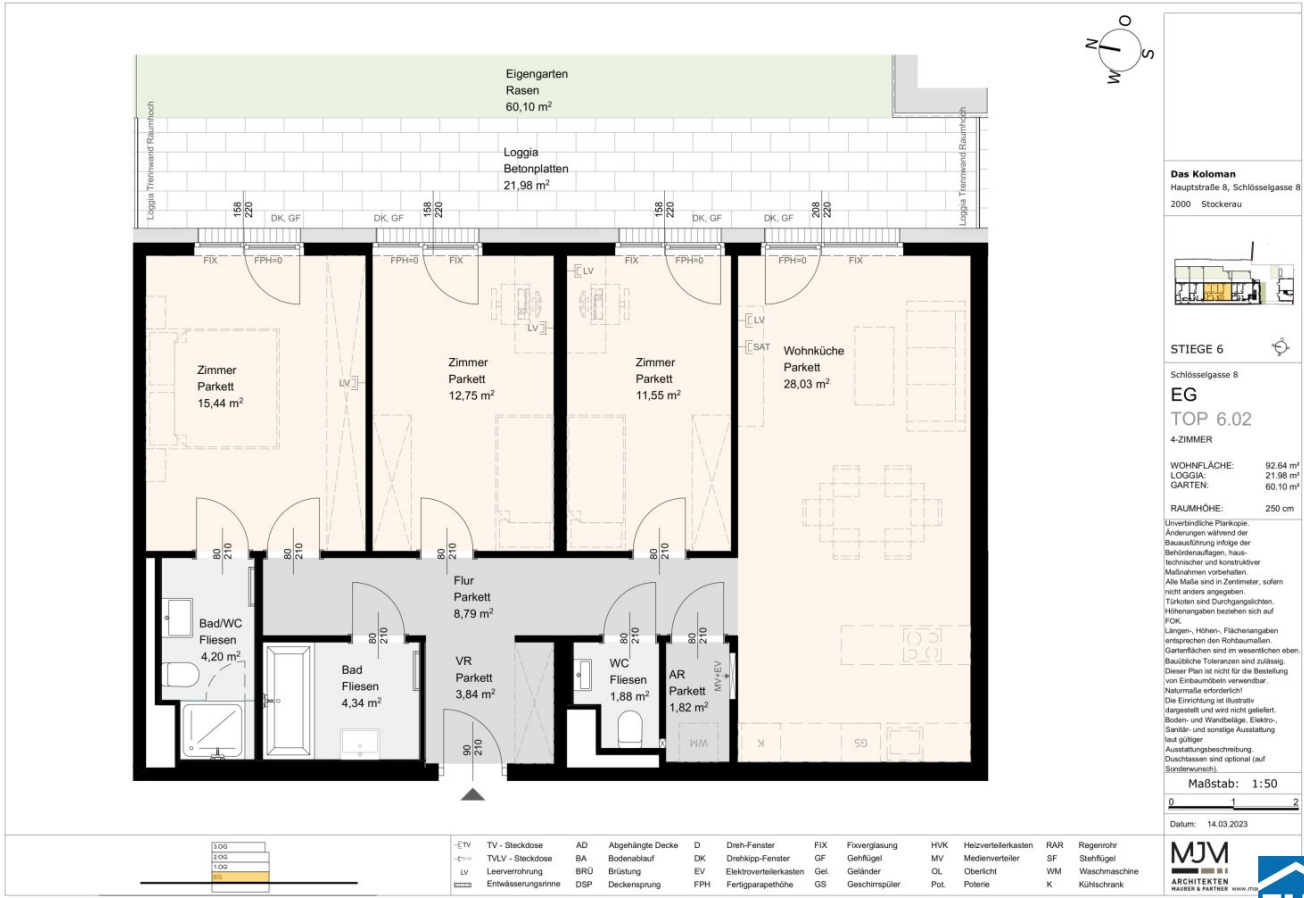 N
O
S
W
Eigengarten
Rasen
60,10 m²
Loggia
Betonplatten
21,98 m²
Loggia Trennwand Raumhoch
Loggia Trennwand Raumhoch
158
220
DK, GF
DK, GF
158
220
158
220
DK, GF
DK, GF
208
220
FIX
FPH=0
FPH=0
FIX
FIX
FPH=0
FPH=0
FIX
LV
LV
LV
LV
SAT
Zimmer
Parkett
15,44 m²
Zimmer
Parkett
12,75 m²
Zimmer
Parkett
11,55 m²
Wohnküche
Parkett
28,03 m²
80
210
80
210
80
210
80
210
Flur
Parkett
8,79 m²
Bad/WC
Fliesen
4,20 m²
80
210
80
210
80
210
Bad
Fliesen
4,34 m²
VR
Parkett
3,84 m²
WC
Fliesen
1,88 m²
AR
Parkett
1,82 m²
MV+EV
90
210
WM
K
GS
Das Koloman
Hauptstraße 8, Schlösselgasse 8
2000 Stockerau
STIEGE 6
Schlösselgasse 8
EG
TOP 6.02
4-ZIMMER
WOHNFLÄCHE: 92.64 m²
LOGGIA: 21.98 m²
GARTEN: 60.10 m²
RAUMHÖHE: 250 cm
Unverbindliche Plankopie.
Änderungen während der
Bauausführung infolge der
Behördenauflagen, haus-
technischer und konstruktiver
Maßnahmen vorbehalten.
Alle Maße sind in Zentimeter, sofern
nicht anders angegeben.
Türkoten sind Durchgangslichten.
Höhenangaben beziehen sich auf
FOK.
Längen-, Höhen-, Flächenangaben
entsprechen den Rohbaumaßen.
Gartenflächen sind im wesentlichen eben.
Bauübliche Toleranzen sind zulässig.
Dieser Plan ist nicht für die Bestellung
von Einbaumöbeln verwendbar.
Naturmaße erforderlich!
Die Einrichtung ist illustrativ
dargestellt und wird nicht geliefert.
Boden- und Wandbeläge, Elektro-,
Sanitär- und sonstige Ausstattung
laut gültiger
Ausstattungsbeschreibung.
Duschtassen sind optional (auf
Sonderwunsch).
Maßstab: 1:50
0 1 2
Datum: 14.03.2023
MJM
ARCHITEKTEN
MAURER & PARTNER
3.OG
2.OG
1.OG
EG
TV TV - Steckdose AD Abgehängte Decke D Dreh-Fenster FIX Fixverglasung HVK Heizverteilerkasten RAR Regenrohr
TVLV - Steckdose BA Bodenablauf DK Drehkipp-Fenster GF Gehflügel MV Medienverteiler SF Stehflügel
LV Leerverrohrung BRÜ Brüstung EV Elektroverteilerkasten Gel. Geländer OL Oberlicht WM Waschmaschine
Entwässerungsrinne DSP Deckensprung FPH Fertigparapethöhe GS Geschirrspüler Pot. Poterie K Kühlschrank